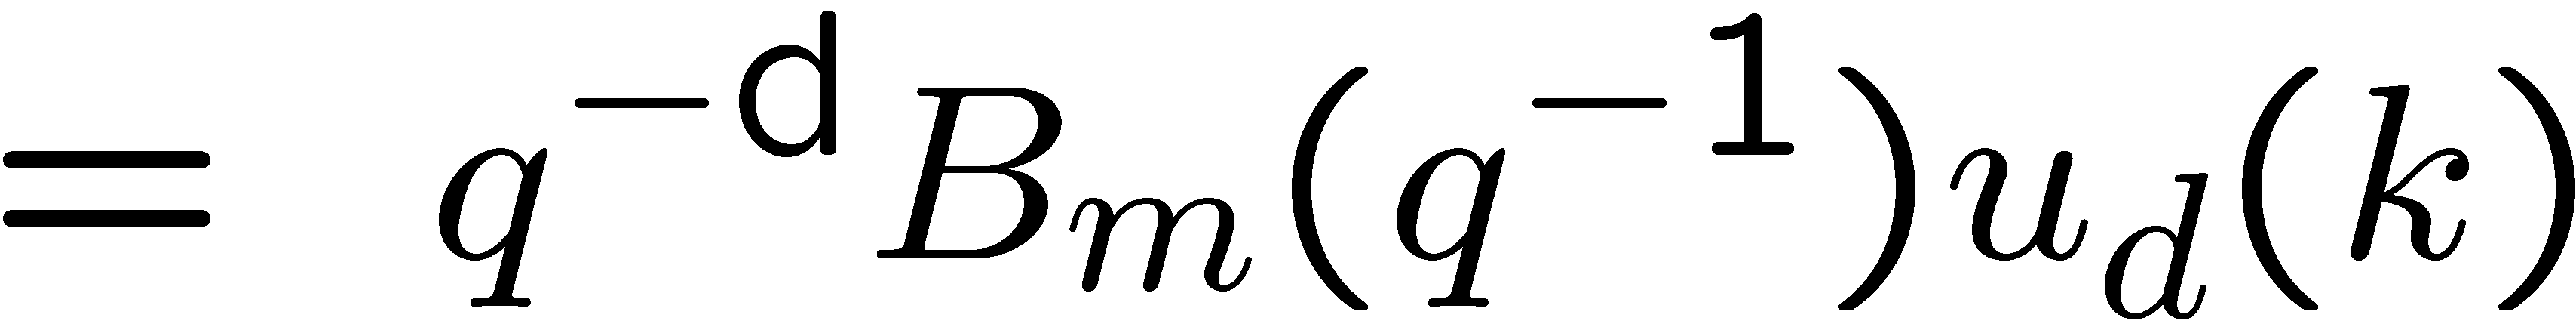 = q^{-d} B_m(q^{-1}) u_d(k)